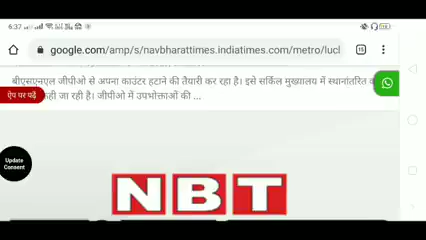 6:37
google.com/amp/s/navbharattimes.indiatimes.com/metro/lucl
15
बीएसएनएल जीपीओ से अपना काउंटर हटाने की तैयारी कर रहा है। इसे सर्किल मुख्यालय में स्थानांतरित
ऐप पर पढ़ें
कही जा रही है। जीपीओ में उपभोक्ताओं की ...
Update
Consent
NBT